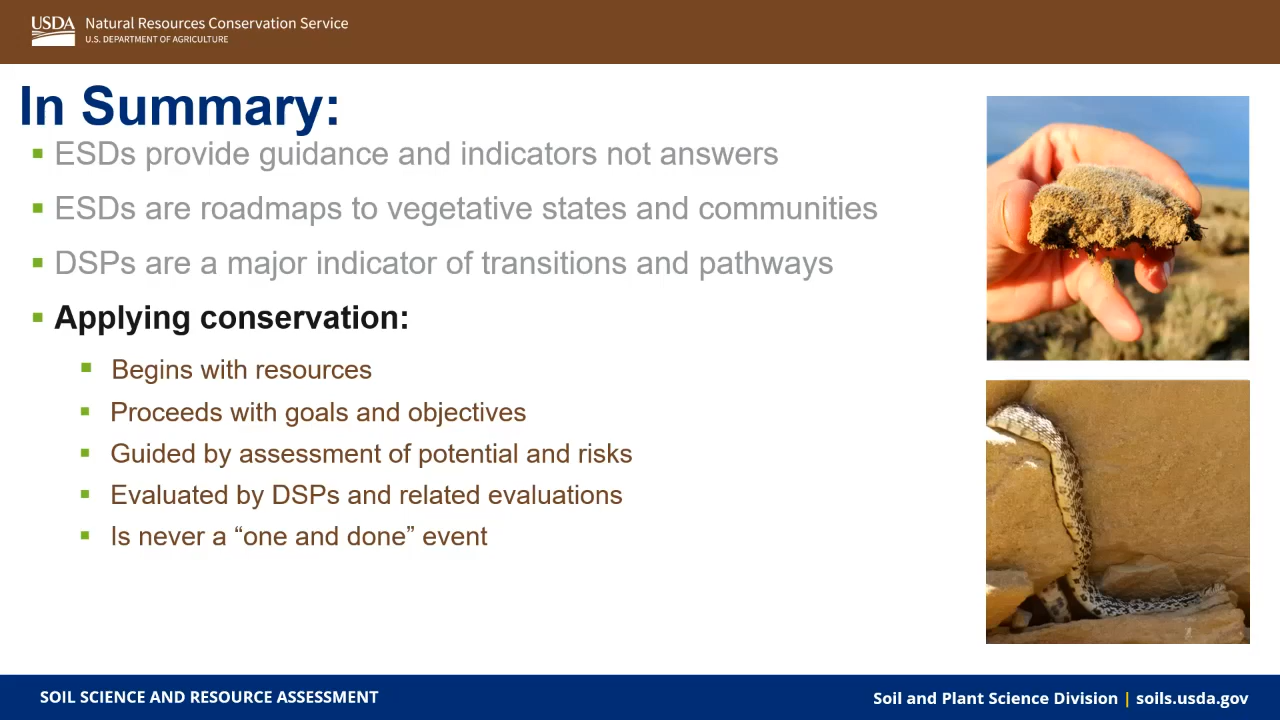 USDA
Natural Resources Conservation Service
U.S. DEPARTMENT OF AGRICULTURE
In Summary:
ESDs provide guidance and indicators not answers
ESDs are roadmaps to vegetative states and communities
DSPs are a major indicator of transitions and pathways
Applying conservation:
Begins with resources
Proceeds with goals and objectives
Guided by assessment of potential and risks
Evaluated by DSPs and related evaluations
Is never a “one and done” event
SOIL SCIENCE AND RESOURCE ASSESSMENT
Soil and Plant Science Division | soils.usda.gov